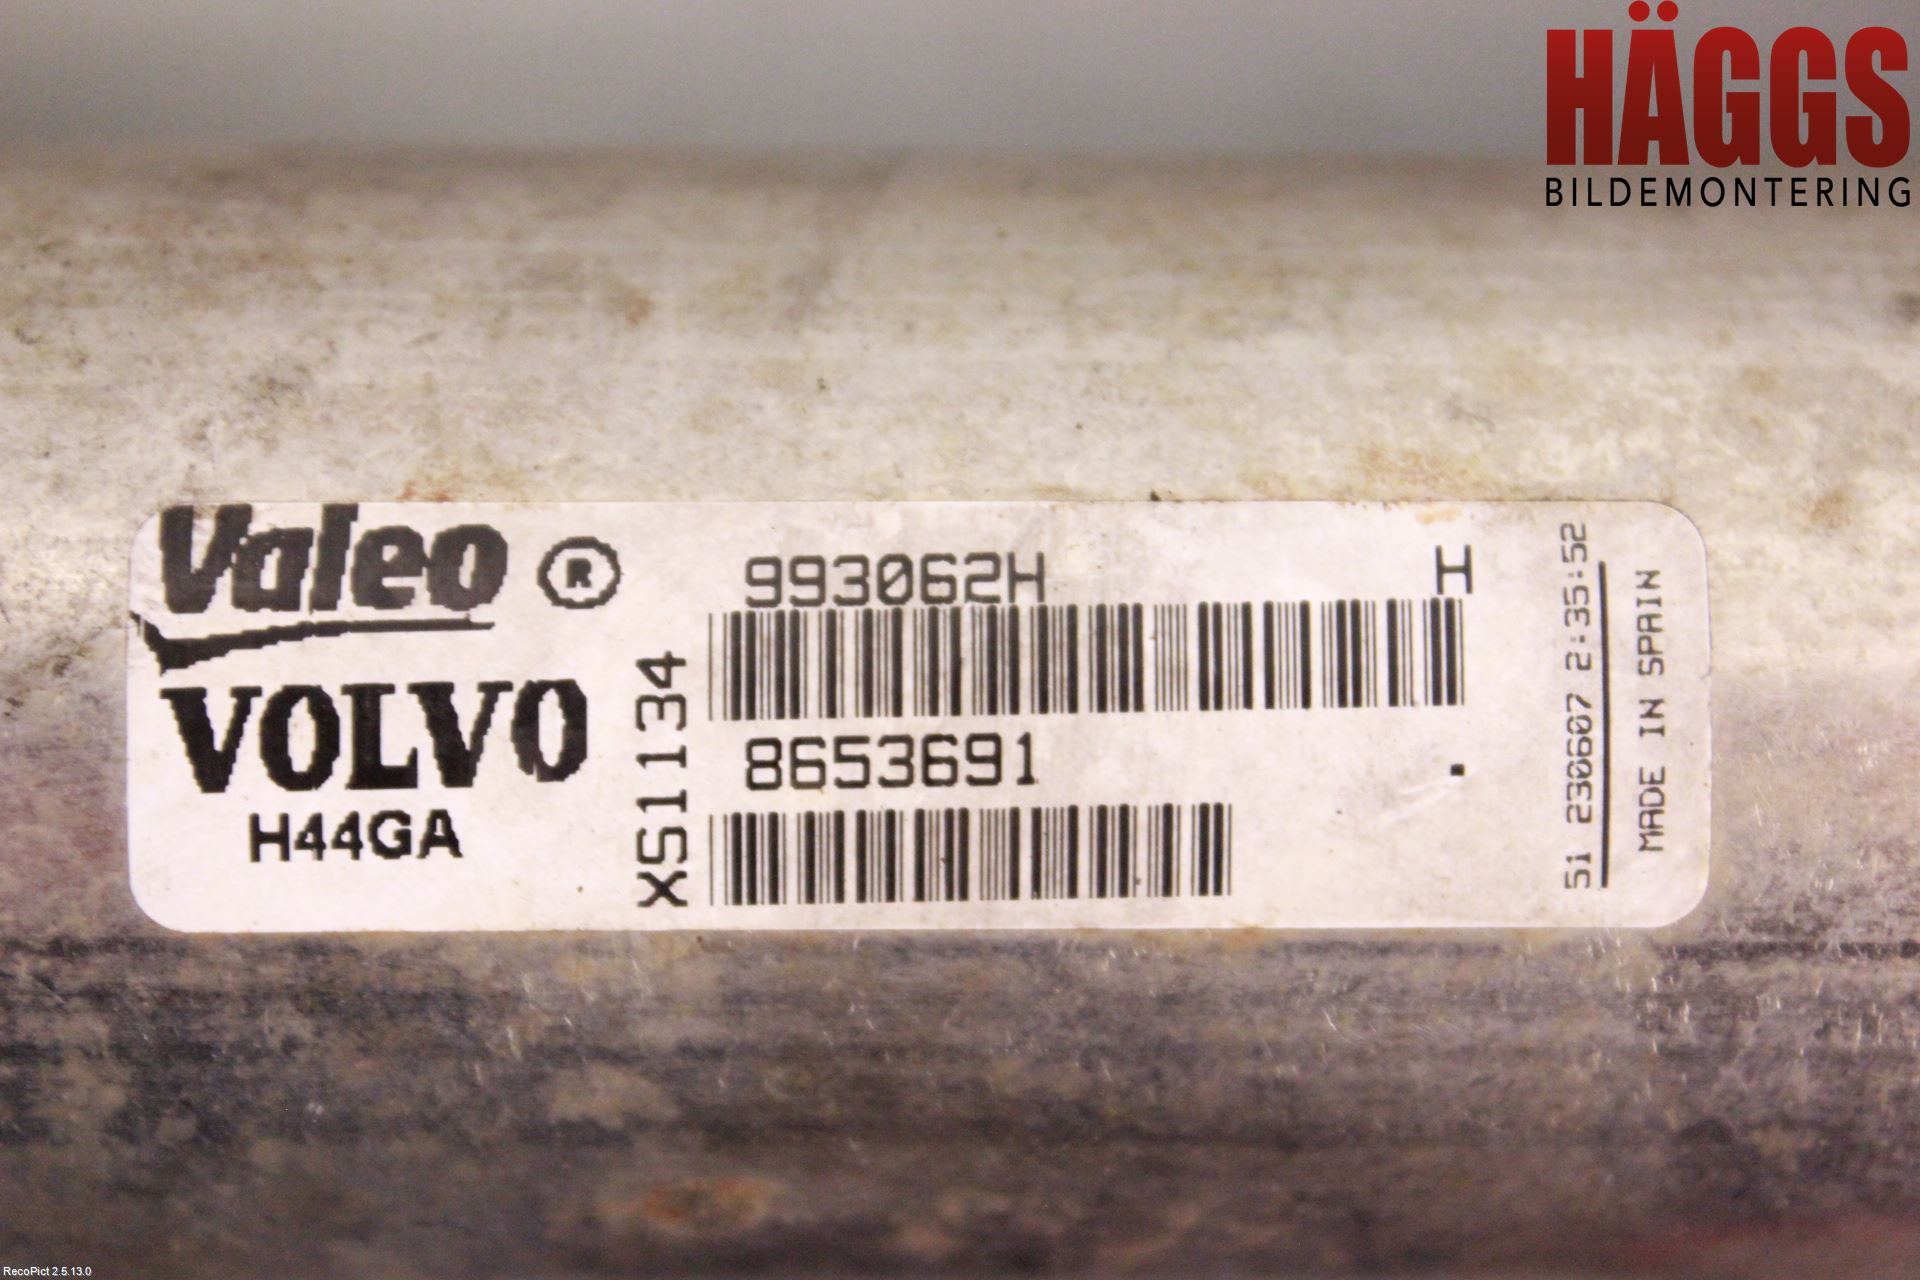 HÄGGS
BILDEMONTERING
Valeo ®
VOLVO
H44GA
XS11134
993062H H
8653691 .
51 230607 2:35:52
MADE IN SPAIN
RecoPict 2.5.13.0